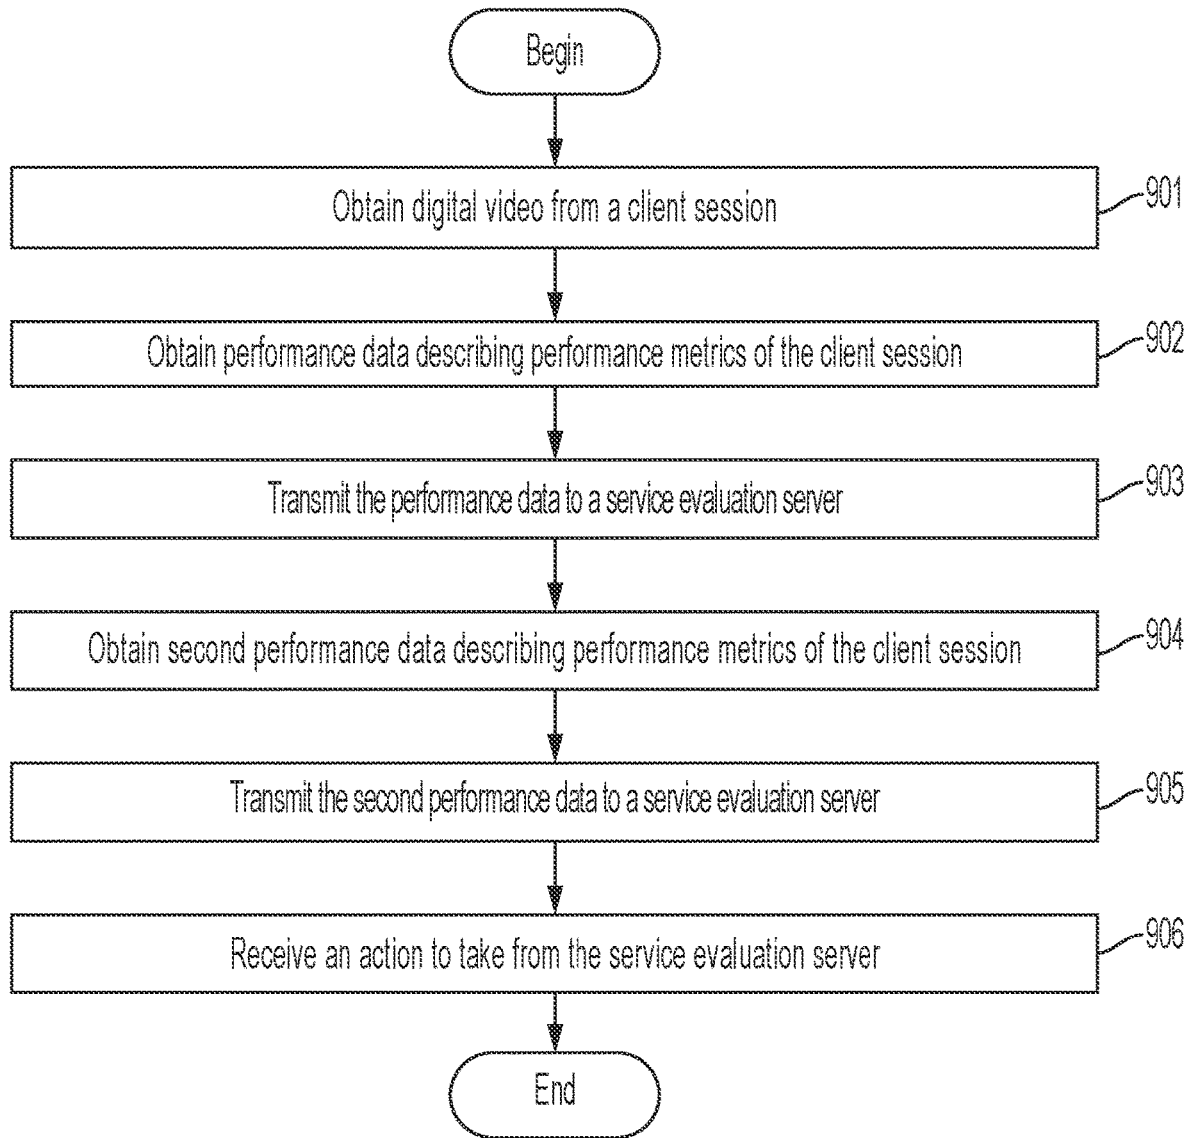 Begin
Obtain digital video from a client session
901
Obtain performance data describing performance metrics of the client session
902
Transmit the performance data to a service evaluation server
903
Obtain second performance data describing performance metrics of the client session
904
Transmit the second performance data to a service evaluation server
905
Receive an action to take from the service evaluation server
906
End